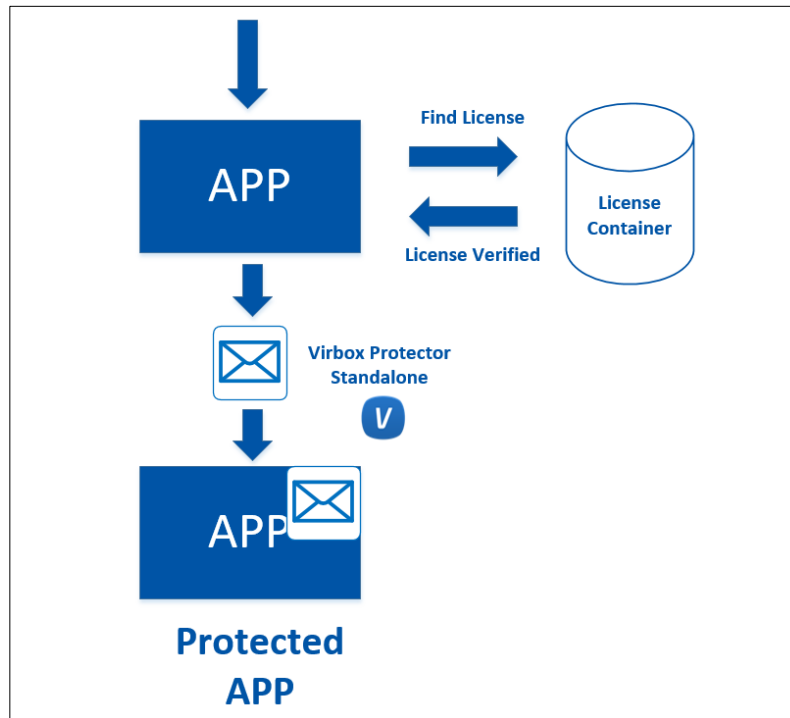 Find License
APP
License
Container
License Verified
Virbox Protector
Standalone
V
APP
Protected
APP